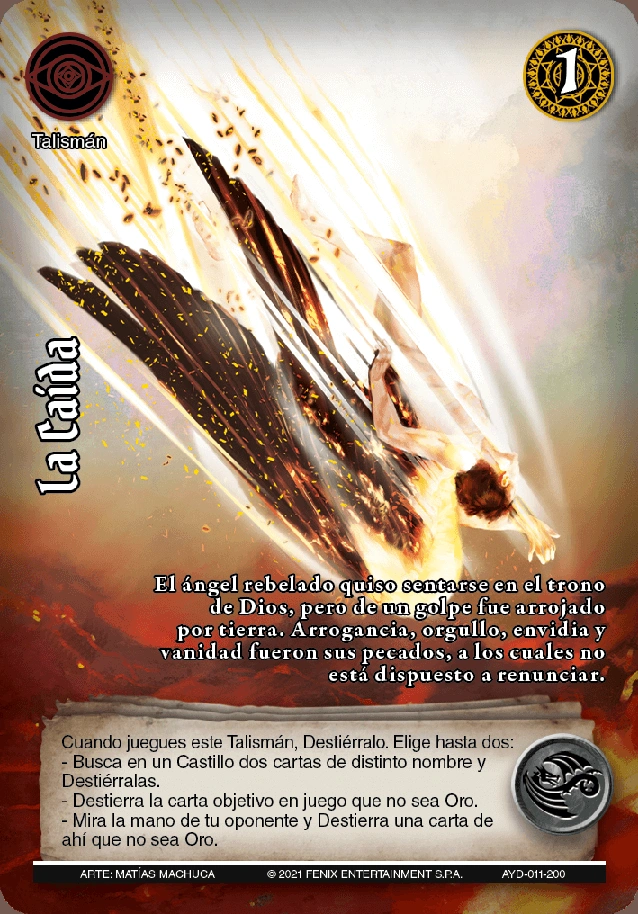 1
Talismán
La Caída
El ángel rebelado quiso sentarse en el trono
de Dios, pero de un golpe fue arrojado
por tierra. Arrogancia, orgullo, envidia y
vanidad fueron sus pecados, a los cuales no
está dispuesto a renunciar.
Cuando juegues este Talismán, Destiérralo. Elige hasta dos:
- Busca en un Castillo dos cartas de distinto nombre y
Destiérralas.
- Destierra la carta objetivo en juego que no sea Oro.
- Mira la mano de tu oponente y Destierra una carta de
ahí que no sea Oro.
ARTE: MATÍAS MACHUCA © 2021 FENIX ENTERTAINMENT S.P.A. AYD-011-200